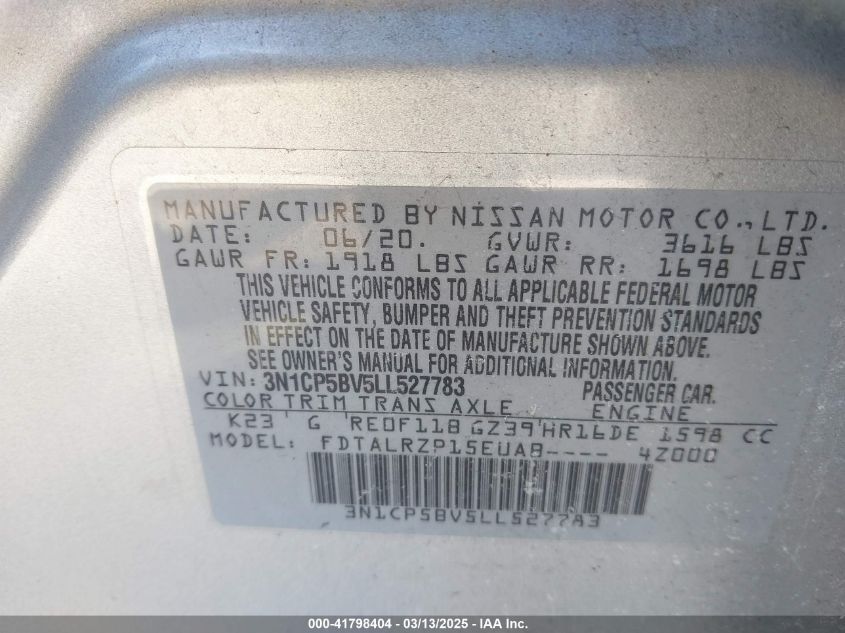 MANUFACTURED BY NISSAN MOTOR CO., LTD.
DATE: 06/20. GVWR: 3616 LBS
GAWR FR: 1918 LBS GAWR RR: 1698 LBS
THIS VEHICLE CONFORMS TO ALL APPLICABLE FEDERAL MOTOR
VEHICLE SAFETY, BUMPER AND THEFT PREVENTION STANDARDS
IN EFFECT ON THE DATE OF MANUFACTURE SHOWN ABOVE.
SEE OWNER'S MANUAL FOR ADDITIONAL INFORMATION.
VIN: 3N1CP5BV5LL527783 PASSENGER CAR.
COLOR TRIM TRANS AXLE ENGINE
K23 G RE0F11B GZ39 HR16DE 1598 CC
MODEL: FDTALRZP15EUAB---- 4Z000
3N1CP5BV5LL527783
000-41798404 - 03/13/2025 - IAA Inc.